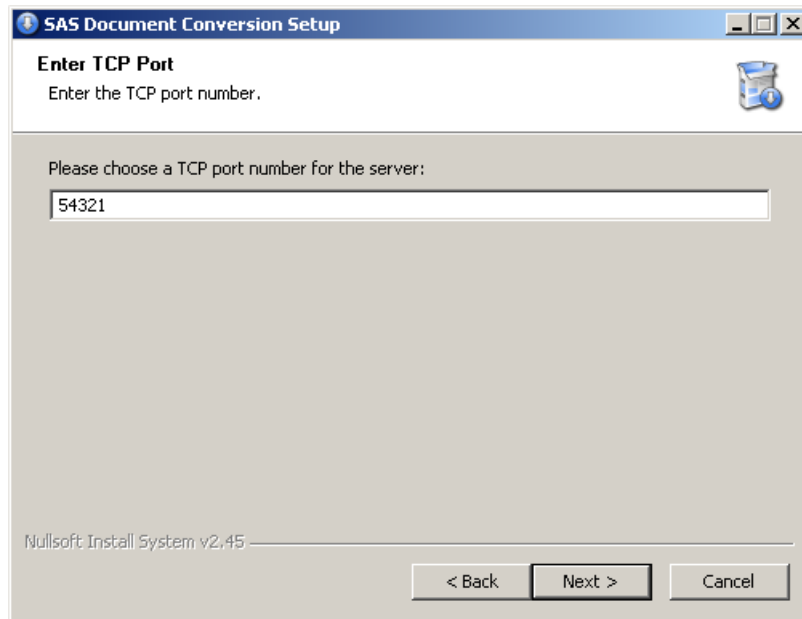 SAS Document Conversion Setup
Enter TCP Port
Enter the TCP port number.
Please choose a TCP port number for the server:
54321
Nullsoft Install System v2.45
< Back Next > Cancel